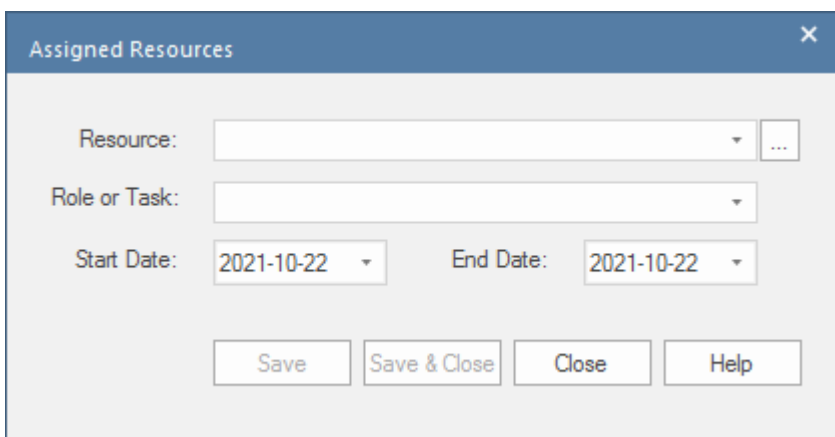 Assigned Resources
Resource: ...
Role or Task:
Start Date: 2021-10-22 End Date: 2021-10-22
Save Save & Close Close Help